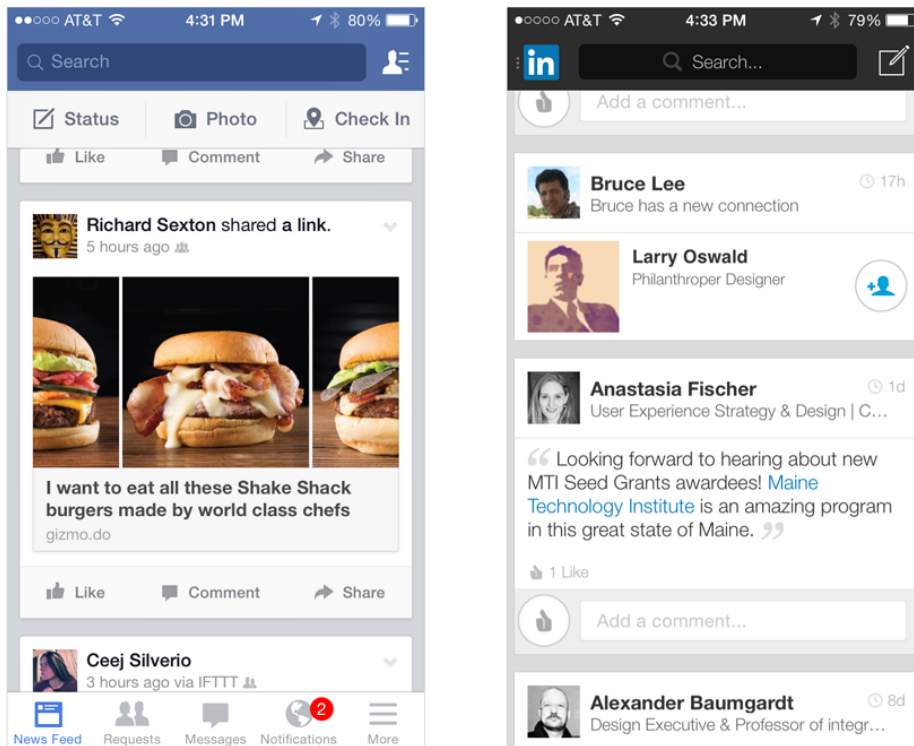 AT&T 4:31 PM 80%
Search
Status Photo Check In
Like Comment Share
Richard Sexton shared a link.
5 hours ago
I want to eat all these Shake Shack
burgers made by world class chefs
gizmo.do
Like Comment Share
Ceej Silverio
3 hours ago via IFTTT
2
News Feed Requests Messages Notifications More
AT&T 4:33 PM 79%
in Search...
Add a comment...
Bruce Lee 17h
Bruce has a new connection
Larry Oswald
Philanthroper Designer
Anastasia Fischer 1d
User Experience Strategy & Design | C...
“ Looking forward to hearing about new
MTI Seed Grants awardees! Maine
Technology Institute is an amazing program
in this great state of Maine. ”
1 Like
Add a comment...
Alexander Baumgardt 8d
Design Executive & Professor of integr...